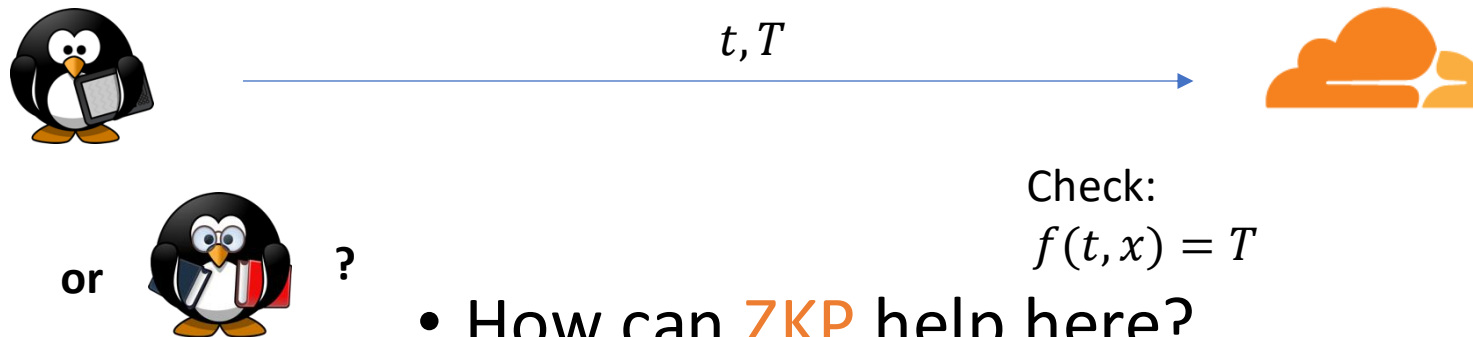 t, T
Check:
f(t, x) = T
or ?
• How can ZKP help here?